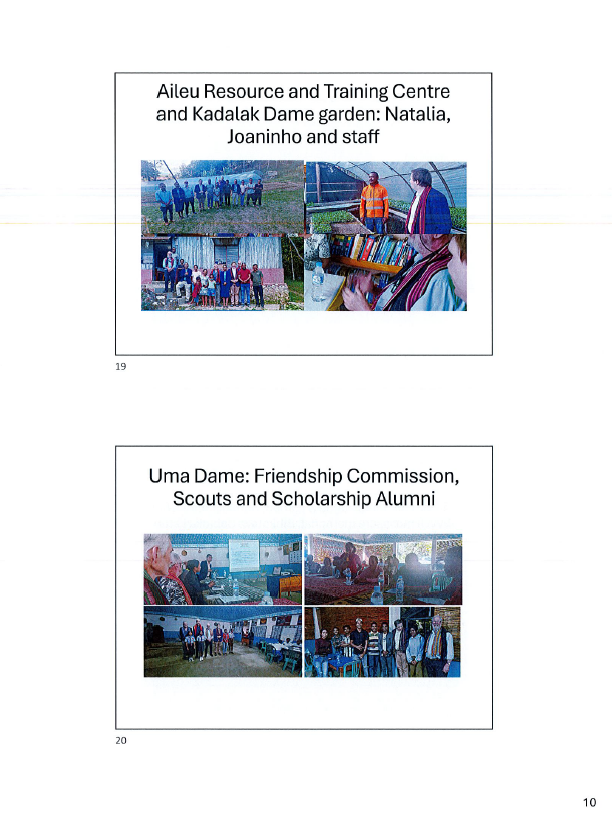 Aileu Resource and Training Centre
and Kadalak Dame garden: Natalia,
Joaninho and staff
19
Uma Dame: Friendship Commission,
Scouts and Scholarship Alumni
20
10